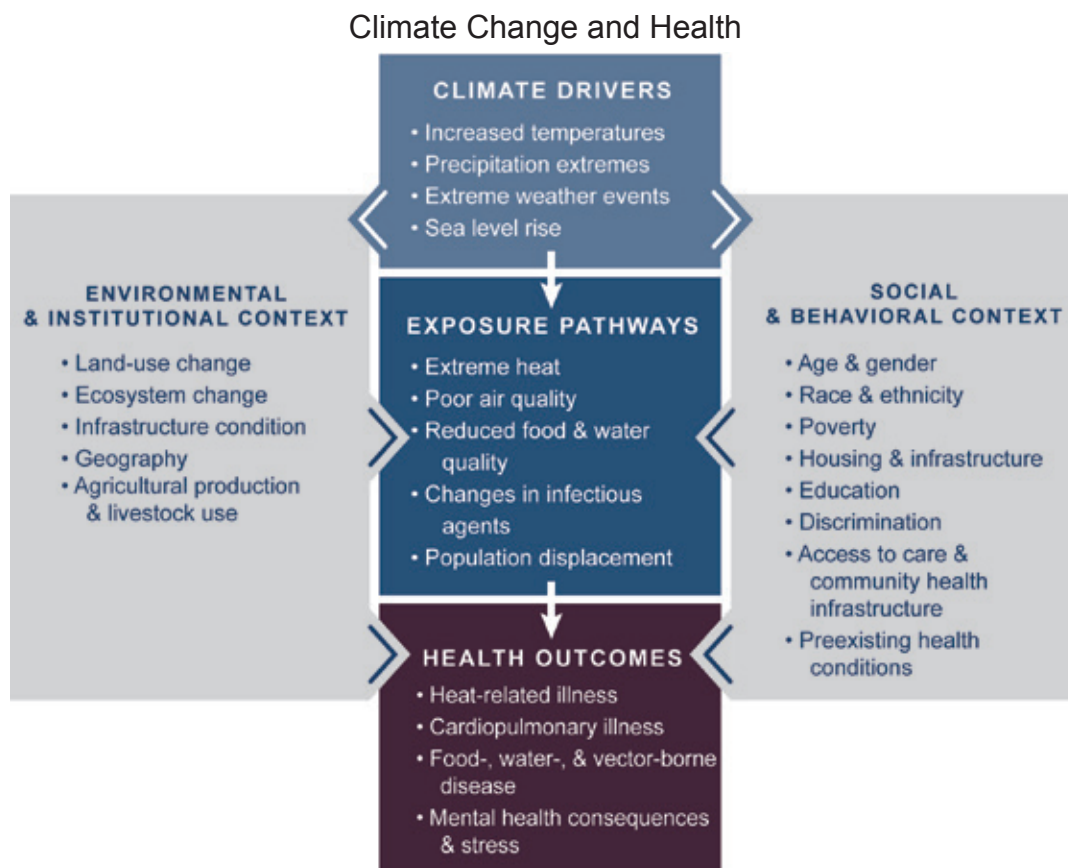 Climate Change and Health
CLIMATE DRIVERS
• Increased temperatures
• Precipitation extremes
• Extreme weather events
• Sea level rise
ENVIRONMENTAL
& INSTITUTIONAL CONTEXT
• Land-use change
• Ecosystem change
• Infrastructure condition
• Geography
• Agricultural production
& livestock use
EXPOSURE PATHWAYS
• Extreme heat
• Poor air quality
• Reduced food & water
quality
• Changes in infectious
agents
• Population displacement
SOCIAL
& BEHAVIORAL CONTEXT
• Age & gender
• Race & ethnicity
• Poverty
• Housing & infrastructure
• Education
• Discrimination
• Access to care &
community health
infrastructure
• Preexisting health
conditions
HEALTH OUTCOMES
• Heat-related illness
• Cardiopulmonary illness
• Food-, water-, & vector-borne
disease
• Mental health consequences
& stress